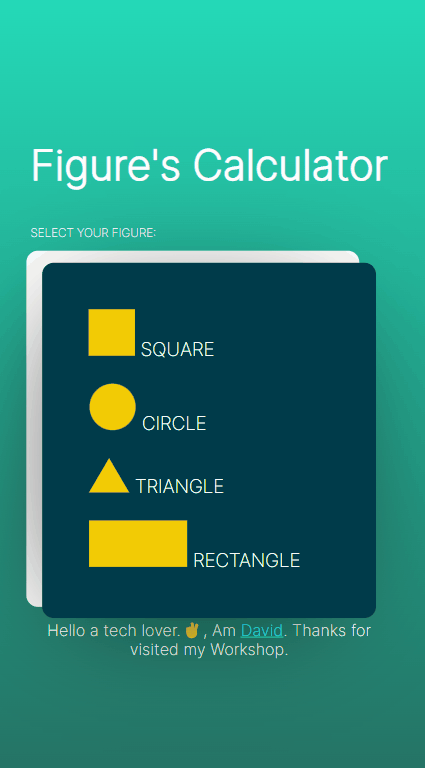 Figure's Calculator
SELECT YOUR FIGURE:
SQUARE
CIRCLE
TRIANGLE
RECTANGLE
Hello a tech lover. ✌ , Am David. Thanks for
visited my Workshop.